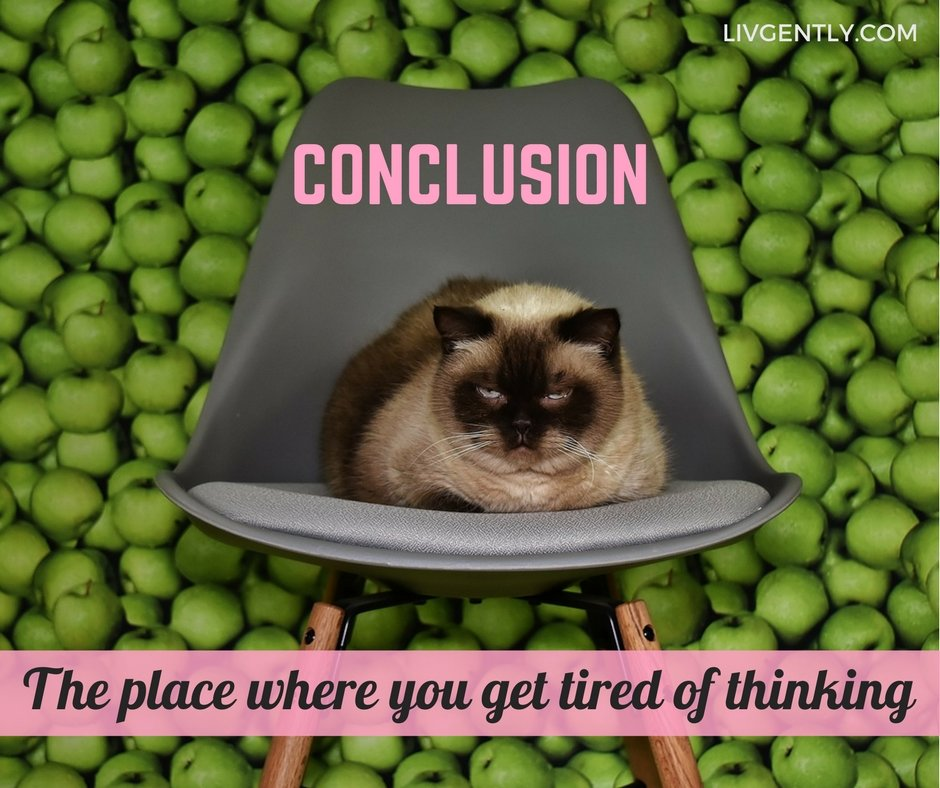 LIVGENTLY.COM
CONCLUSION
The place where you get tired of thinking